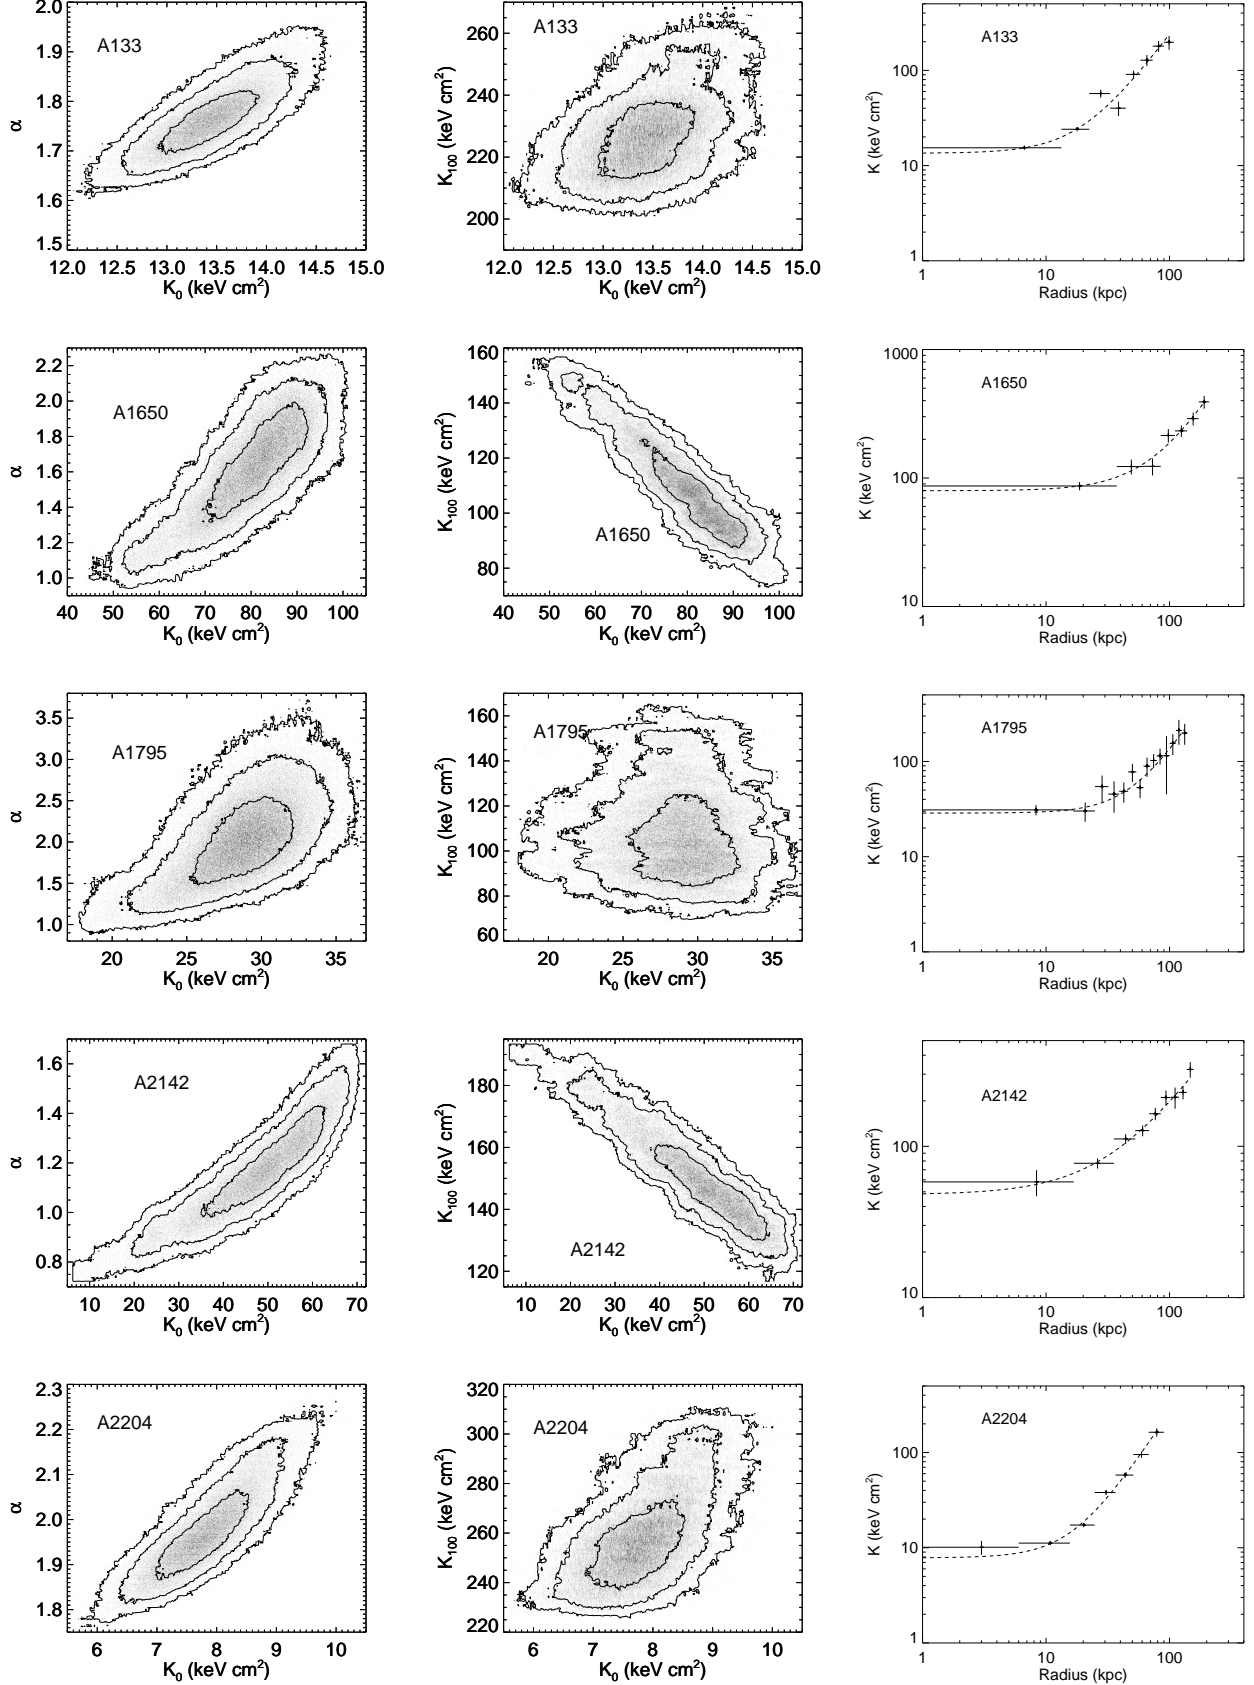 2.0
1.9
1.8
1.7
1.6
1.5
α
A133
12.0 12.5 13.0 13.5 14.0 14.5 15.0
K0 (keV cm2)
260
240
220
200
K100 (keV cm2)
A133
12.0 12.5 13.0 13.5 14.0 14.5 15.0
K0 (keV cm2)
100
10
1
K (keV cm2)
A133
1 10 100
Radius (kpc)
2.2
2.0
1.8
1.6
1.4
1.2
1.0
α
A1650
40 50 60 70 80 90 100
K0 (keV cm2)
160
140
120
100
80
K100 (keV cm2)
A1650
40 50 60 70 80 90 100
K0 (keV cm2)
1000
100
10
K (keV cm2)
A1650
1 10 100
Radius (kpc)
3.5
3.0
2.5
2.0
1.5
1.0
α
A1795
20 25 30 35
K0 (keV cm2)
160
140
120
100
80
60
K100 (keV cm2)
A1795
20 25 30 35
K0 (keV cm2)
100
10
1
K (keV cm2)
A1795
1 10 100
Radius (kpc)
1.6
1.4
1.2
1.0
0.8
α
A2142
10 20 30 40 50 60 70
K0 (keV cm2)
180
160
140
120
K100 (keV cm2)
A2142
10 20 30 40 50 60 70
K0 (keV cm2)
100
10
K (keV cm2)
A2142
1 10 100
Radius (kpc)
2.3
2.2
2.1
2.0
1.9
1.8
α
A2204
6 7 8 9 10
K0 (keV cm2)
320
300
280
260
240
220
K100 (keV cm2)
A2204
6 7 8 9 10
K0 (keV cm2)
100
10
1
K (keV cm2)
A2204
1 10 100
Radius (kpc)